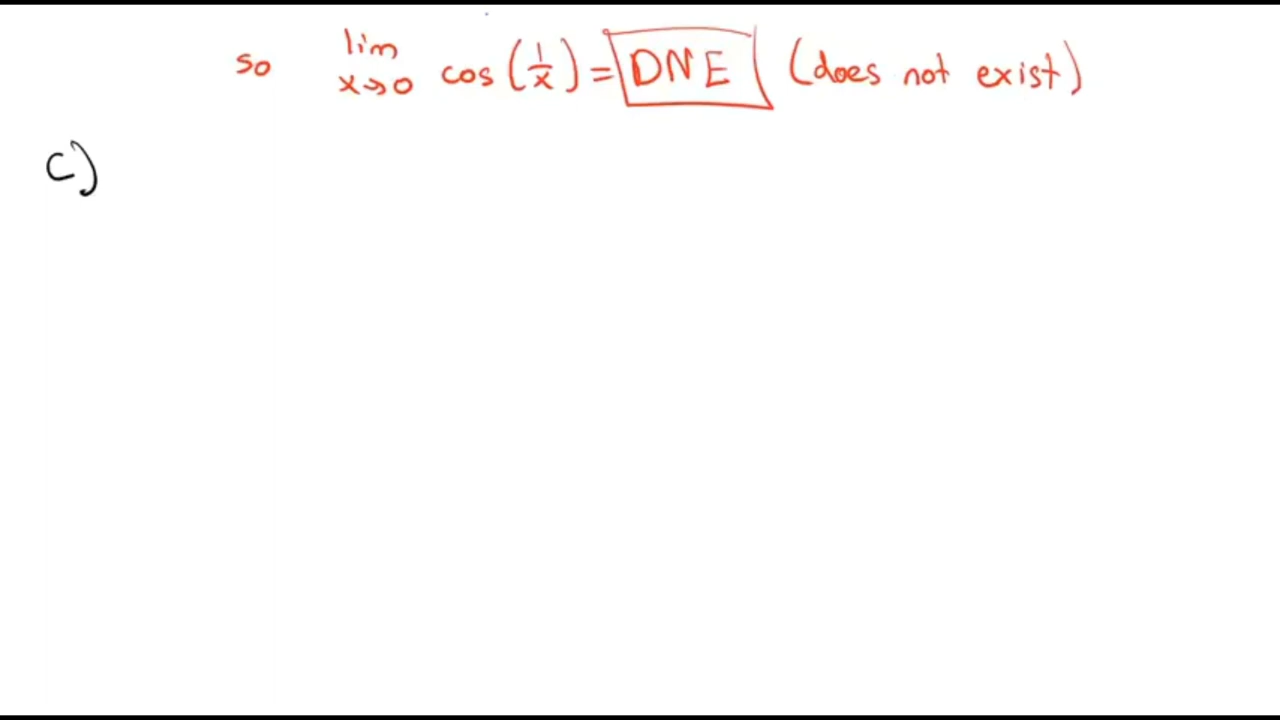 so lim x→0 cos(1/x) = DNE (does not exist)
c)